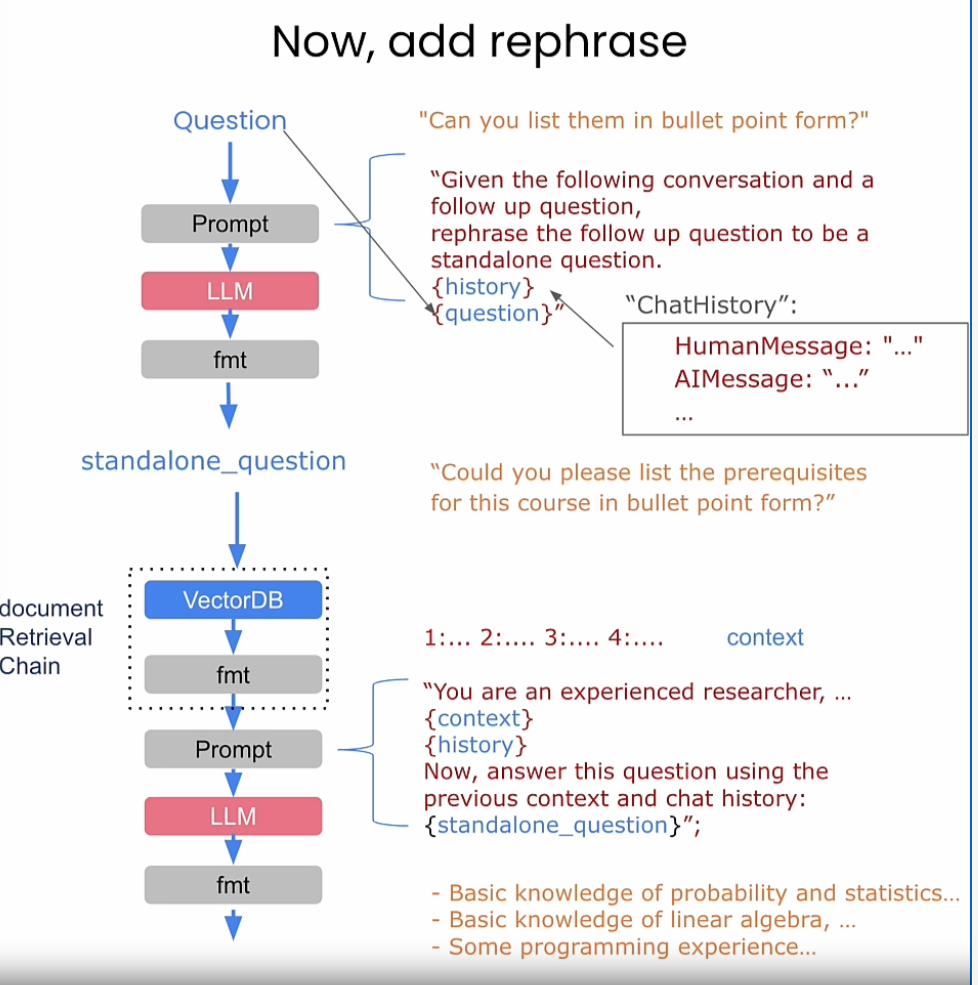 Now, add rephrase
Question
"Can you list them in bullet point form?"
Prompt
“Given the following conversation and a
follow up question,
rephrase the follow up question to be a
standalone question.
{history}
{question}”
LLM
fmt
“ChatHistory”:
HumanMessage: "..."
AIMessage: “...”
...
standalone_question
“Could you please list the prerequisites
for this course in bullet point form?”
document
Retrieval
Chain
VectorDB
fmt
1:... 2:.... 3:.... 4:....
context
Prompt
“You are an experienced researcher, ...
{context}
{history}
Now, answer this question using the
previous context and chat history:
{standalone_question}”;
LLM
fmt
- Basic knowledge of probability and statistics...
- Basic knowledge of linear algebra, ...
- Some programming experience...